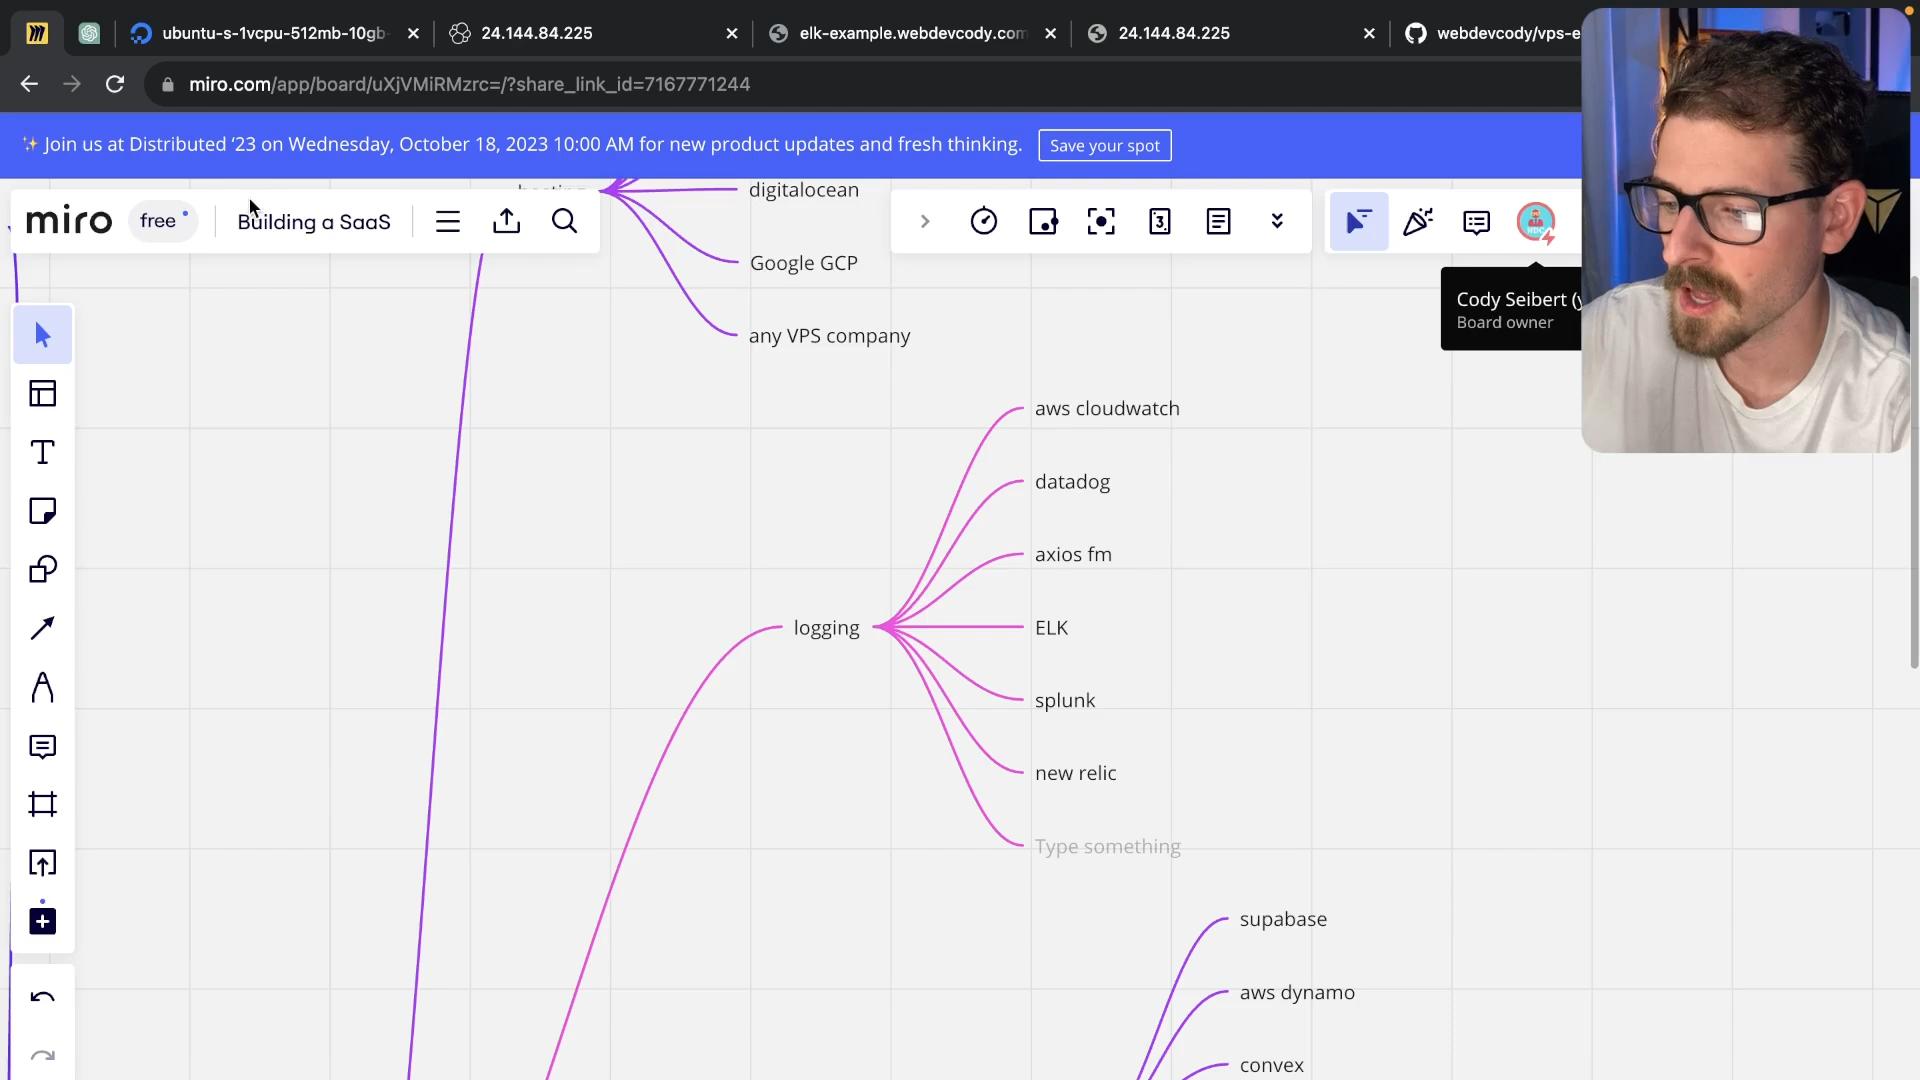 ubuntu-s-1vcpu-512mb-10gb-
24.144.84.225
elk-example.webdevcody.com
24.144.84.225
webdevcody/vps-e
miro.com/app/board/uXjVMiRMzrc=/?share_link_id=7167771244
✨ Join us at Distributed ‘23 on Wednesday, October 18, 2023 10:00 AM for new product updates and fresh thinking.
Save your spot
miro
free
Building a SaaS
3
Cody Seibert (y
Board owner
digitalocean
Google GCP
any VPS company
logging
aws cloudwatch
datadog
axios fm
ELK
splunk
new relic
Type something
supabase
aws dynamo
convex